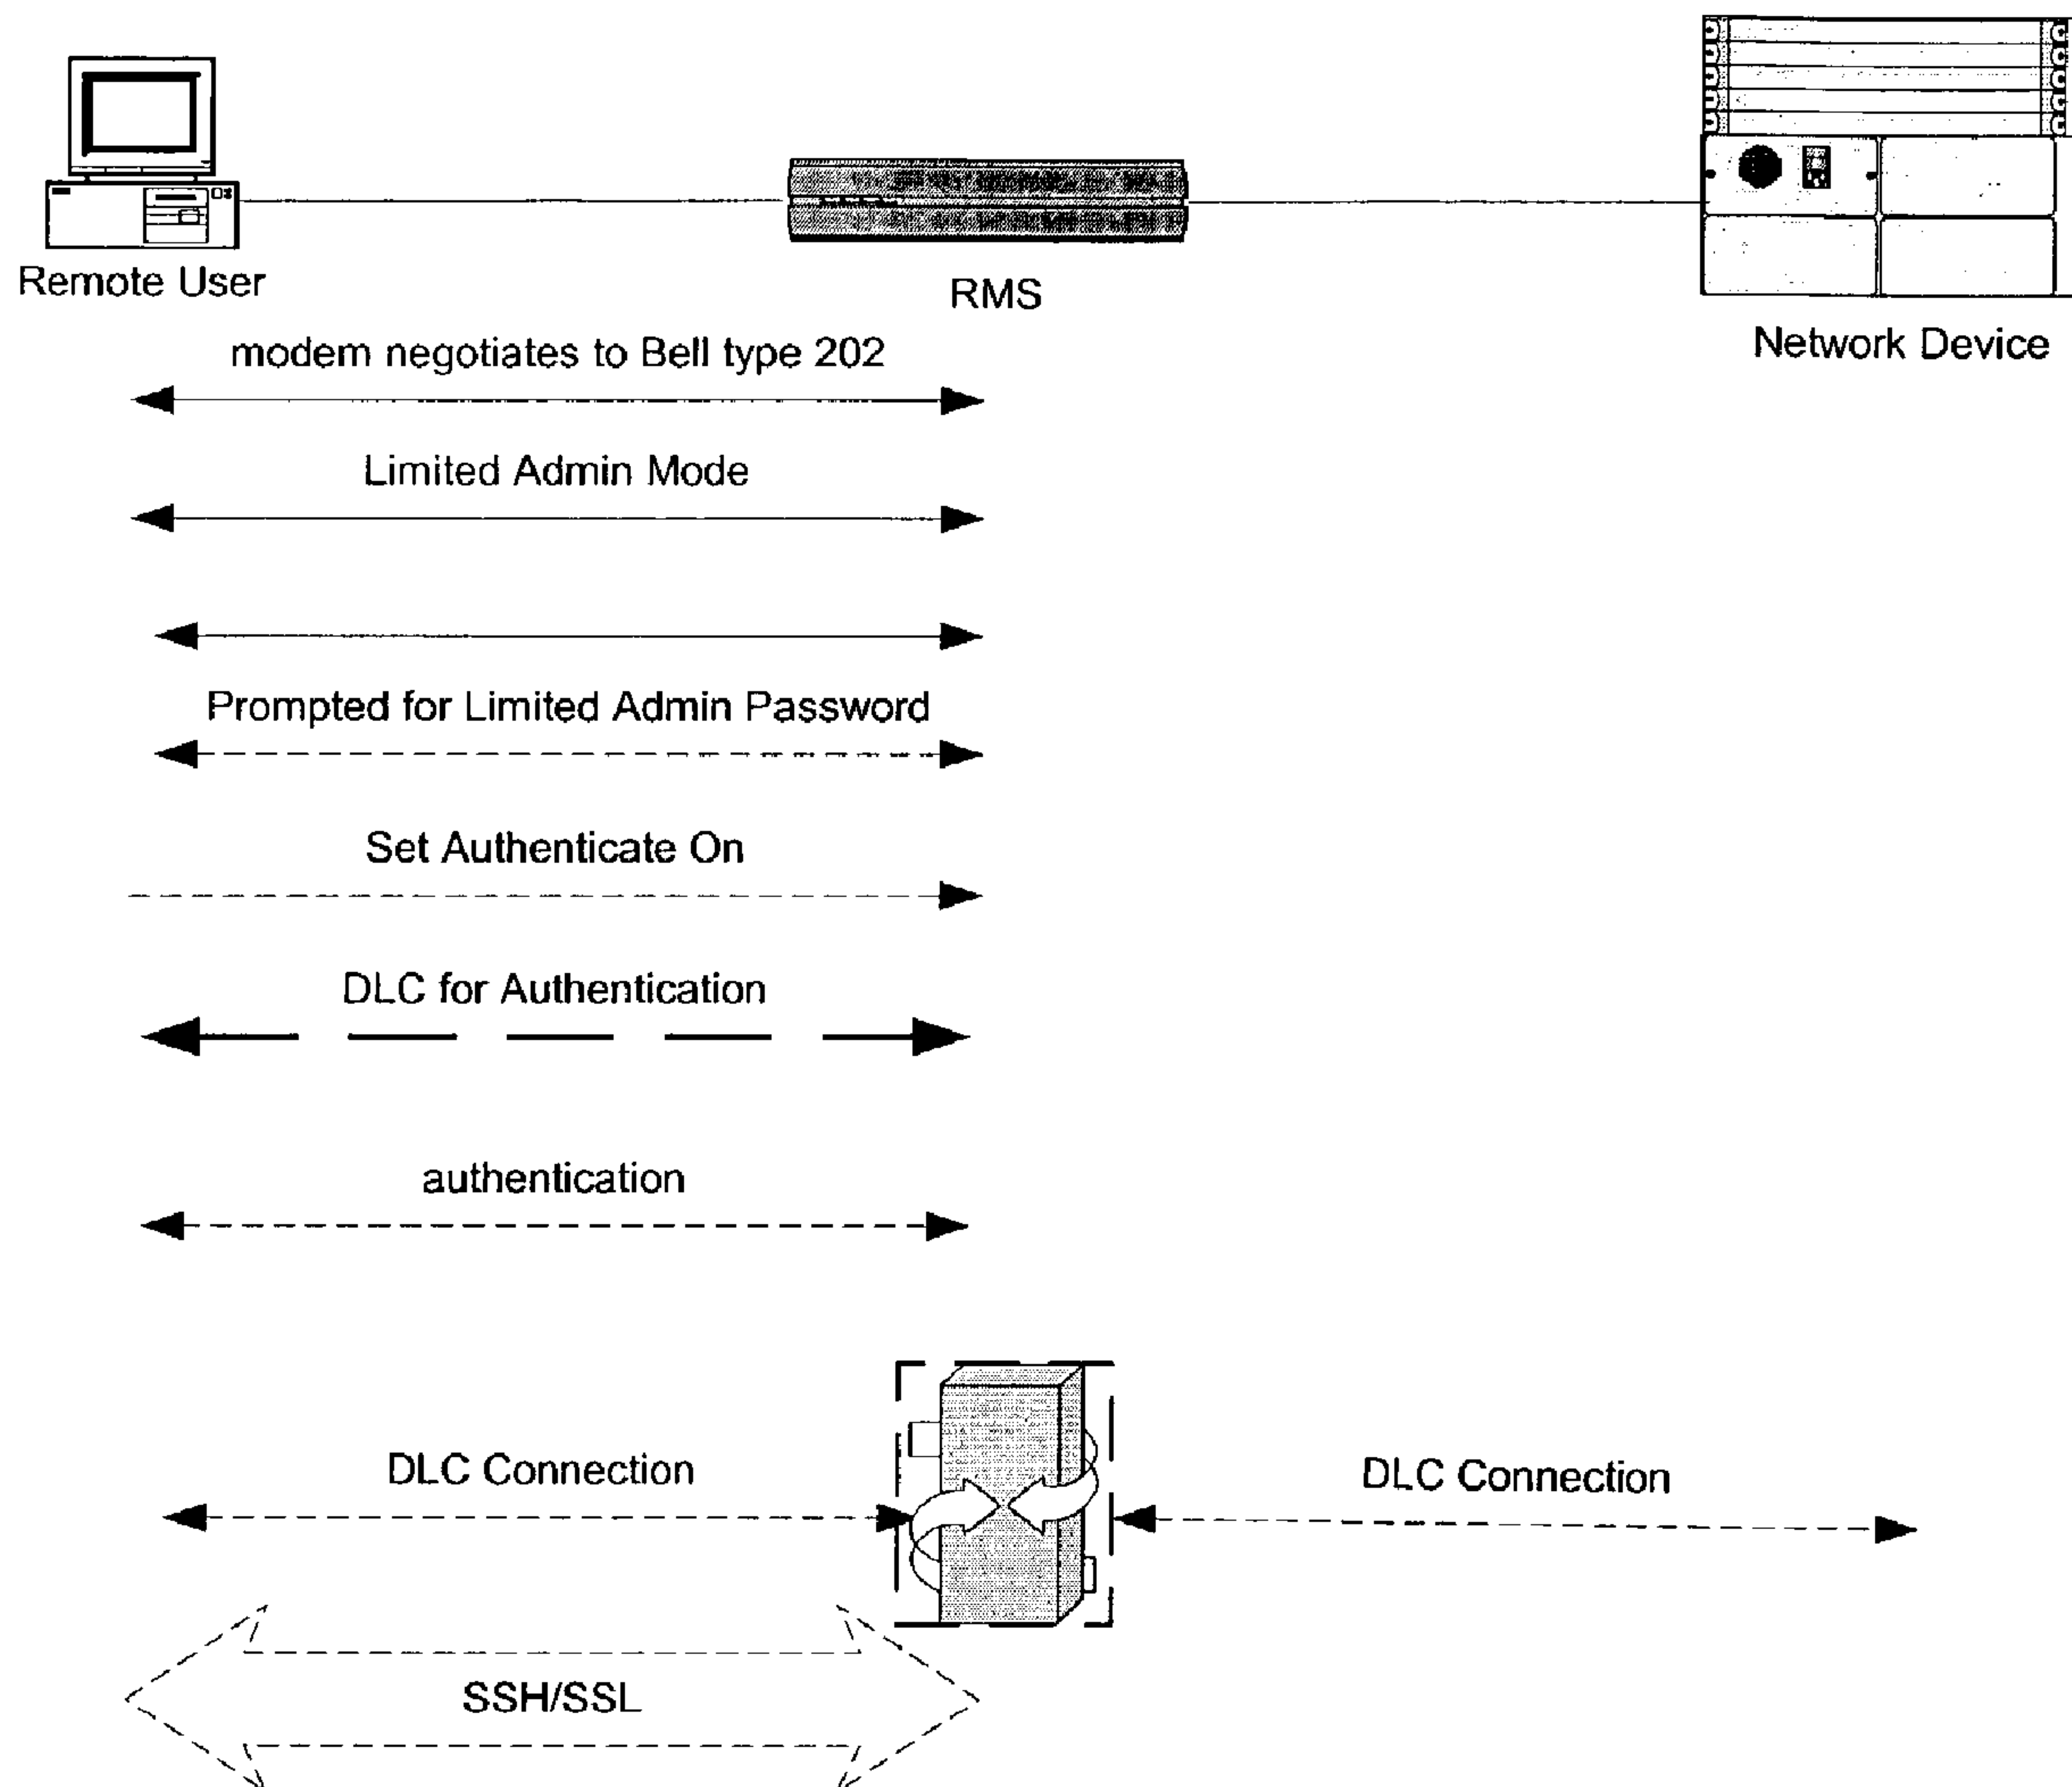 Remote User
RMS
Network Device
modem negotiates to Bell type 202
Limited Admin Mode
Prompted for Limited Admin Password
Set Authenticate On
DLC for Authentication
authentication
DLC Connection
DLC Connection
SSH/SSL